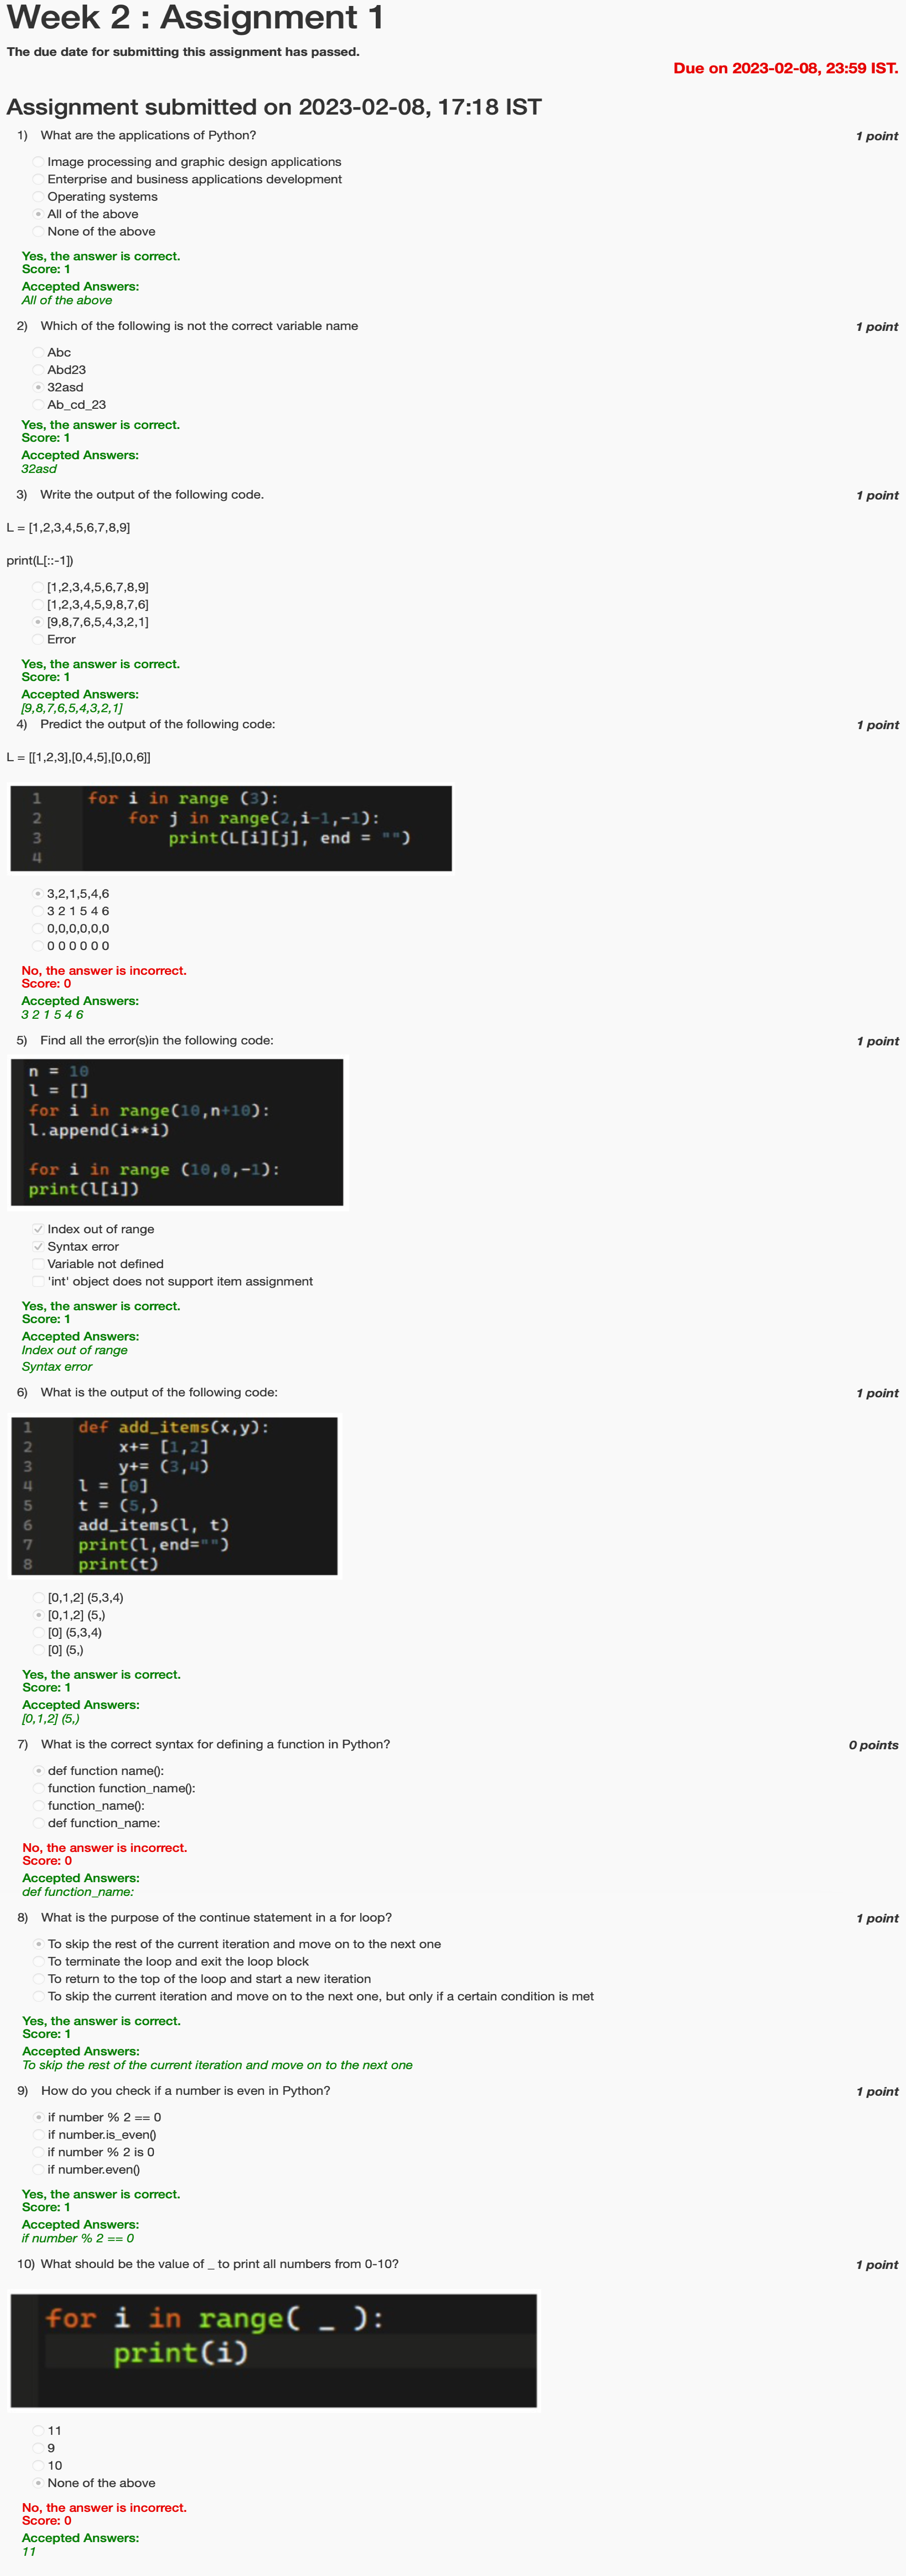 Week 2 : Assignment 1
The due date for submitting this assignment has passed.
Due on 2023-02-08, 23:59 IST.
Assignment submitted on 2023-02-08, 17:18 IST
1) What are the applications of Python? 1 point
Image processing and graphic design applications
Enterprise and business applications development
Operating systems
All of the above
None of the above
Yes, the answer is correct.
Score: 1
Accepted Answers:
All of the above
2) Which of the following is not the correct variable name 1 point
Abc
Abd23
32asd
Ab_cd_23
Yes, the answer is correct.
Score: 1
Accepted Answers:
32asd
3) Write the output of the following code. 1 point
L = [1,2,3,4,5,6,7,8,9]
print(L[::-1])
[1,2,3,4,5,6,7,8,9]
[1,2,3,4,5,9,8,7,6]
[9,8,7,6,5,4,3,2,1]
Error
Yes, the answer is correct.
Score: 1
Accepted Answers:
[9,8,7,6,5,4,3,2,1]
4) Predict the output of the following code: 1 point
L = [[1,2,3],[0,4,5],[0,0,6]]
1 for i in range (3):
2 for j in range(2,i-1,-1):
3 print(L[i][j], end = "")
4
3,2,1,5,4,6
3 2 1 5 4 6
0,0,0,0,0,0
0 0 0 0 0 0
No, the answer is incorrect.
Score: 0
Accepted Answers:
3 2 1 5 4 6
5) Find all the error(s)in the following code: 1 point
n = 10
l = []
for i in range(10,n+10):
l.append(i**i)
for i in range (10,0,-1):
print(l[i])
Index out of range
Syntax error
Variable not defined
'int' object does not support item assignment
Yes, the answer is correct.
Score: 1
Accepted Answers:
Index out of range
Syntax error
6) What is the output of the following code: 1 point
1 def add_items(x,y):
2 x+= [1,2]
3 y+= (3,4)
4 l = [0]
5 t = (5,)
6 add_items(l, t)
7 print(l,end="")
8 print(t)
[0,1,2] (5,3,4)
[0,1,2] (5,)
[0] (5,3,4)
[0] (5,)
Yes, the answer is correct.
Score: 1
Accepted Answers:
[0,1,2] (5,)
7) What is the correct syntax for defining a function in Python? 0 points
def function name():
function function_name():
function_name():
def function_name:
No, the answer is incorrect.
Score: 0
Accepted Answers:
def function_name:
8) What is the purpose of the continue statement in a for loop? 1 point
To skip the rest of the current iteration and move on to the next one
To terminate the loop and exit the loop block
To return to the top of the loop and start a new iteration
To skip the current iteration and move on to the next one, but only if a certain condition is met
Yes, the answer is correct.
Score: 1
Accepted Answers:
To skip the rest of the current iteration and move on to the next one
9) How do you check if a number is even in Python? 1 point
if number % 2 == 0
if number.is_even()
if number % 2 is 0
if number.even()
Yes, the answer is correct.
Score: 1
Accepted Answers:
if number % 2 == 0
10) What should be the value of _ to print all numbers from 0-10? 1 point
for i in range( _ ):
print(i)
11
9
10
None of the above
No, the answer is incorrect.
Score: 0
Accepted Answers:
11